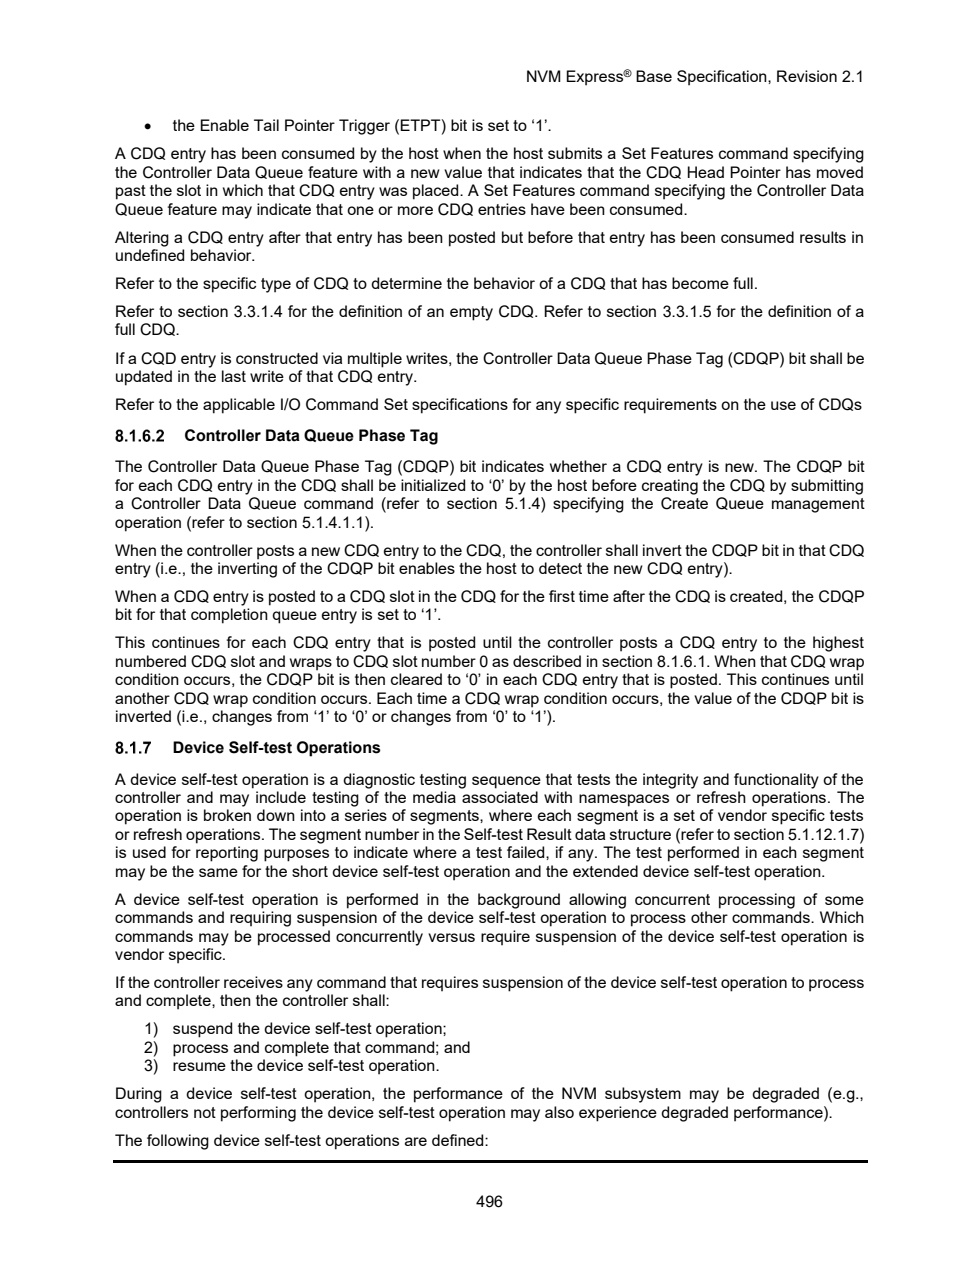 NVM Express® Base Specification, Revision 2.1
• the Enable Tail Pointer Trigger (ETPT) bit is set to ‘1’.
A CDQ entry has been consumed by the host when the host submits a Set Features command specifying
the Controller Data Queue feature with a new value that indicates that the CDQ Head Pointer has moved
past the slot in which that CDQ entry was placed. A Set Features command specifying the Controller Data
Queue feature may indicate that one or more CDQ entries have been consumed.
Altering a CDQ entry after that entry has been posted but before that entry has been consumed results in
undefined behavior.
Refer to the specific type of CDQ to determine the behavior of a CDQ that has become full.
Refer to section 3.3.1.4 for the definition of an empty CDQ. Refer to section 3.3.1.5 for the definition of a
full CDQ.
If a CQD entry is constructed via multiple writes, the Controller Data Queue Phase Tag (CDQP) bit shall be
updated in the last write of that CDQ entry.
Refer to the applicable I/O Command Set specifications for any specific requirements on the use of CDQs
8.1.6.2 Controller Data Queue Phase Tag
The Controller Data Queue Phase Tag (CDQP) bit indicates whether a CDQ entry is new. The CDQP bit
for each CDQ entry in the CDQ shall be initialized to ‘0’ by the host before creating the CDQ by submitting
a Controller Data Queue command (refer to section 5.1.4) specifying the Create Queue management
operation (refer to section 5.1.4.1.1).
When the controller posts a new CDQ entry to the CDQ, the controller shall invert the CDQP bit in that CDQ
entry (i.e., the inverting of the CDQP bit enables the host to detect the new CDQ entry).
When a CDQ entry is posted to a CDQ slot in the CDQ for the first time after the CDQ is created, the CDQP
bit for that completion queue entry is set to ‘1’.
This continues for each CDQ entry that is posted until the controller posts a CDQ entry to the highest
numbered CDQ slot and wraps to CDQ slot number 0 as described in section 8.1.6.1. When that CDQ wrap
condition occurs, the CDQP bit is then cleared to ‘0’ in each CDQ entry that is posted. This continues until
another CDQ wrap condition occurs. Each time a CDQ wrap condition occurs, the value of the CDQP bit is
inverted (i.e., changes from ‘1’ to ‘0’ or changes from ‘0’ to ‘1’).
8.1.7 Device Self-test Operations
A device self-test operation is a diagnostic testing sequence that tests the integrity and functionality of the
controller and may include testing of the media associated with namespaces or refresh operations. The
operation is broken down into a series of segments, where each segment is a set of vendor specific tests
or refresh operations. The segment number in the Self-test Result data structure (refer to section 5.1.12.1.7)
is used for reporting purposes to indicate where a test failed, if any. The test performed in each segment
may be the same for the short device self-test operation and the extended device self-test operation.
A device self-test operation is performed in the background allowing concurrent processing of some
commands and requiring suspension of the device self-test operation to process other commands. Which
commands may be processed concurrently versus require suspension of the device self-test operation is
vendor specific.
If the controller receives any command that requires suspension of the device self-test operation to process
and complete, then the controller shall:
1) suspend the device self-test operation;
2) process and complete that command; and
3) resume the device self-test operation.
During a device self-test operation, the performance of the NVM subsystem may be degraded (e.g.,
controllers not performing the device self-test operation may also experience degraded performance).
The following device self-test operations are defined:
496